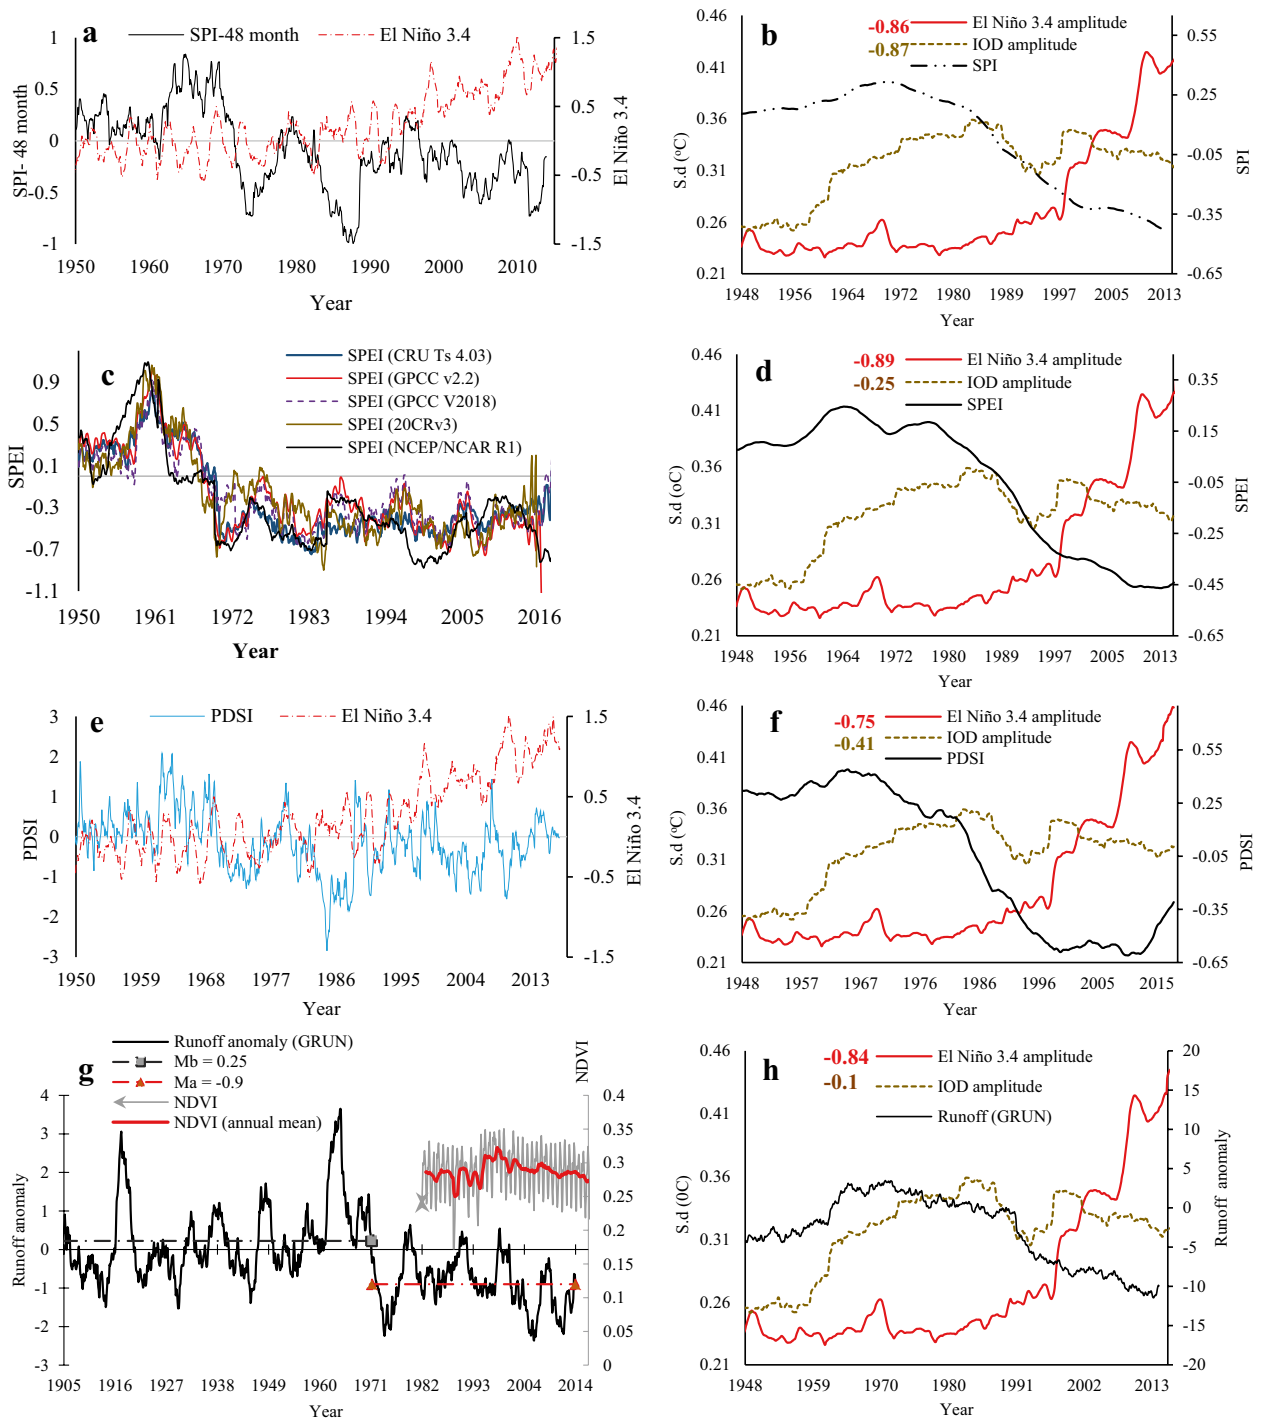 a
SPI-48 month
El Niño 3.4
1
0.5
0
-0.5
-1
SPI- 48 month
1.5
0.5
-0.5
-1.5
El Niño 3.4
1950 1960 1970 1980 1990 2000 2010
Year
b
-0.86
-0.87
El Niño 3.4 amplitude
IOD amplitude
SPI
0.46
0.41
0.36
0.31
0.26
0.21
S.d (°C)
0.55
0.25
-0.05
-0.35
-0.65
SPI
1948 1956 1964 1972 1980 1989 1997 2005 2013
Year
c
SPEI (CRU Ts 4.03)
SPEI (GPCC v2.2)
SPEI (GPCC V2018)
SPEI (20CRv3)
SPEI (NCEP/NCAR R1)
0.9
0.5
0.1
-0.3
-0.7
-1.1
SPEI
1950 1961 1972 1983 1994 2005 2016
Year
d
-0.89
-0.25
El Niño 3.4 amplitude
IOD amplitude
SPEI
0.46
0.41
0.36
0.31
0.26
0.21
S.d (oC)
0.35
0.15
-0.05
-0.25
-0.45
-0.65
SPEI
1948 1956 1964 1972 1980 1989 1997 2005 2013
Year
e
PDSI
El Niño 3.4
3
2
1
0
-1
-2
-3
PDSI
1.5
0.5
-0.5
-1.5
El Niño 3.4
1950 1959 1968 1977 1986 1995 2004 2013
Year
f
-0.75
-0.41
El Niño 3.4 amplitude
IOD amplitude
PDSI
0.46
0.41
0.36
0.31
0.26
0.21
S.d (°C)
0.55
0.25
-0.05
-0.35
-0.65
PDSI
1948 1957 1967 1976 1986 1996 2005 2015
Year
g
Runoff anomaly (GRUN)
Mb = 0.25
Ma = -0.9
NDVI
NDVI (annual mean)
4
3
2
1
0
-1
-2
-3
Runoff anomaly
NDVI
0.4
0.35
0.3
0.25
0.2
0.15
0.1
0.05
0
1905 1916 1927 1938 1949 1960 1971 1982 1993 2004 2014
Year
h
-0.84
-0.1
El Niño 3.4 amplitude
IOD amplitude
Runoff (GRUN)
0.46
0.41
0.36
0.31
0.26
0.21
S.d (0C)
20
15
10
5
0
-5
-10
-15
-20
Runoff anomaly
1948 1959 1970 1980 1991 2002 2013
Year